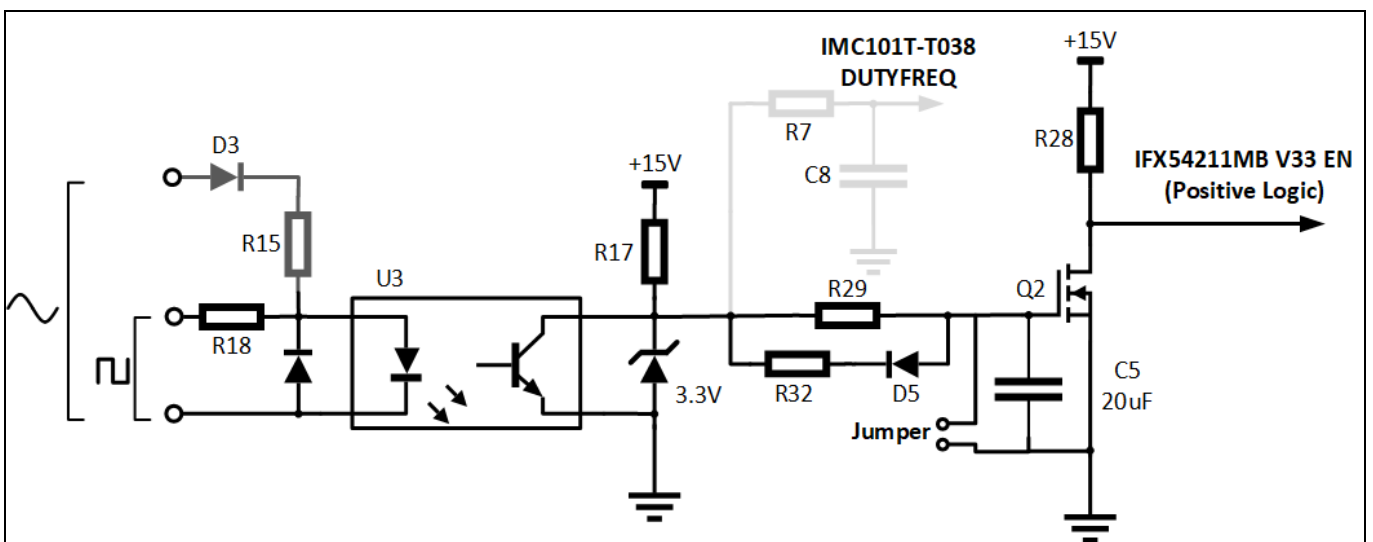 IMC101T-T038
DUTYFREQ
+15V
R7
C8
R28
IFX54211MB V33 EN
(Positive Logic)
D3
R15
+15V
R17
U3
R18
3.3V
R29
R32
D5
Q2
C5
20uF
Jumper